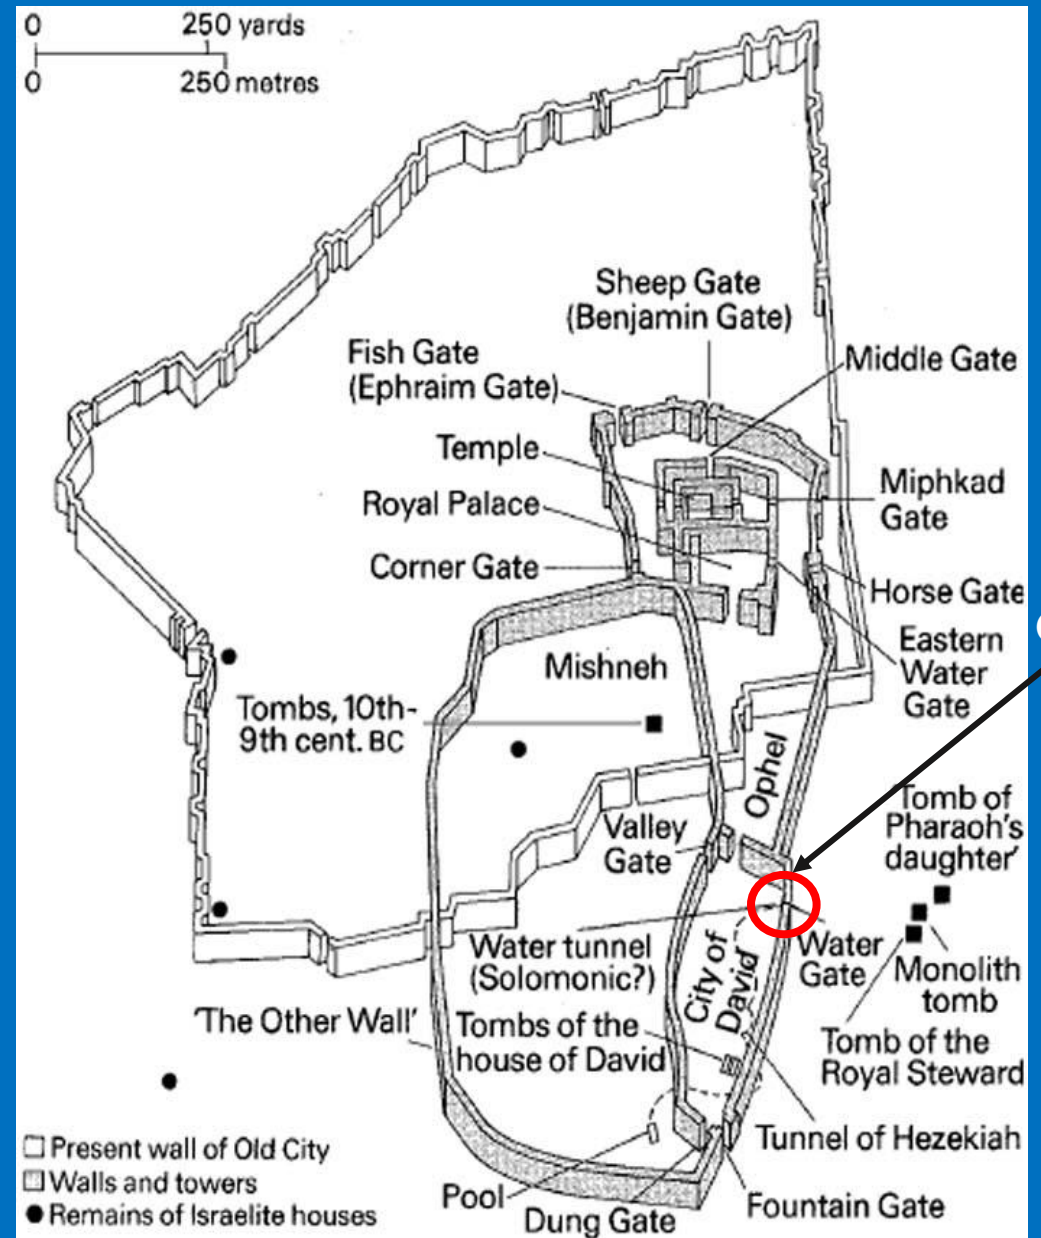 0 250 yards
0 250 metres
Sheep Gate
(Benjamin Gate)
Fish Gate
(Ephraim Gate)
Middle Gate
Temple
Miphkad
Gate
Royal Palace
Corner Gate
Horse Gate
Eastern
Water
Gate
Mishneh
Tombs, 10th-
9th cent. BC
Ophel
Tomb of
Pharaoh's
daughter'
Valley
Gate
Water tunnel
(Solomonic?)
City of
David
Water
Gate
Monolith
tomb
'The Other Wall'
Tombs of the
house of David
Tomb of the
Royal Steward
Tunnel of Hezekiah
Present wall of Old City
Walls and towers
Remains of Israelite houses
Pool
Dung Gate
Fountain Gate